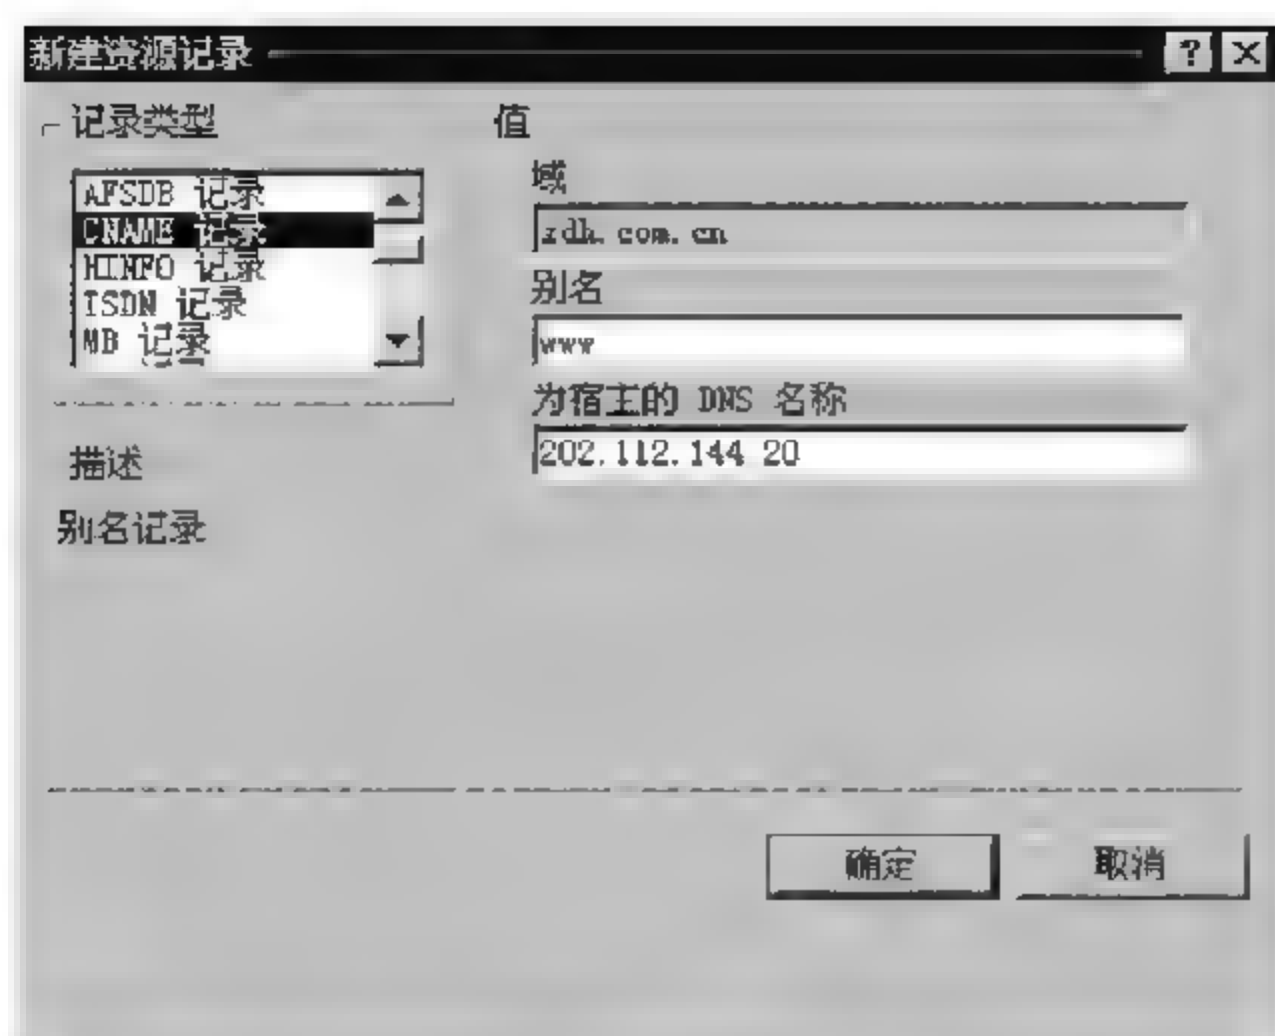 新建资源记录
记录类型
AFSDB 记录
CNAME 记录
HINFO 记录
ISDN 记录
MB 记录
描述
别名记录
值
域
zdh.com.cn
别名
www
为宿主的 DNS 名称
202.112.144 20
确定
取消